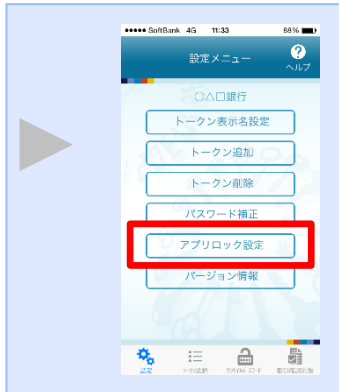 ●●●●● SoftBank 4G 11:33 88%
設定メニュー
?
ヘルプ
○△□銀行
トークン表示名設定
トークン追加
トークン削除
パスワード補正
アプリロック設定
バージョン情報
設定